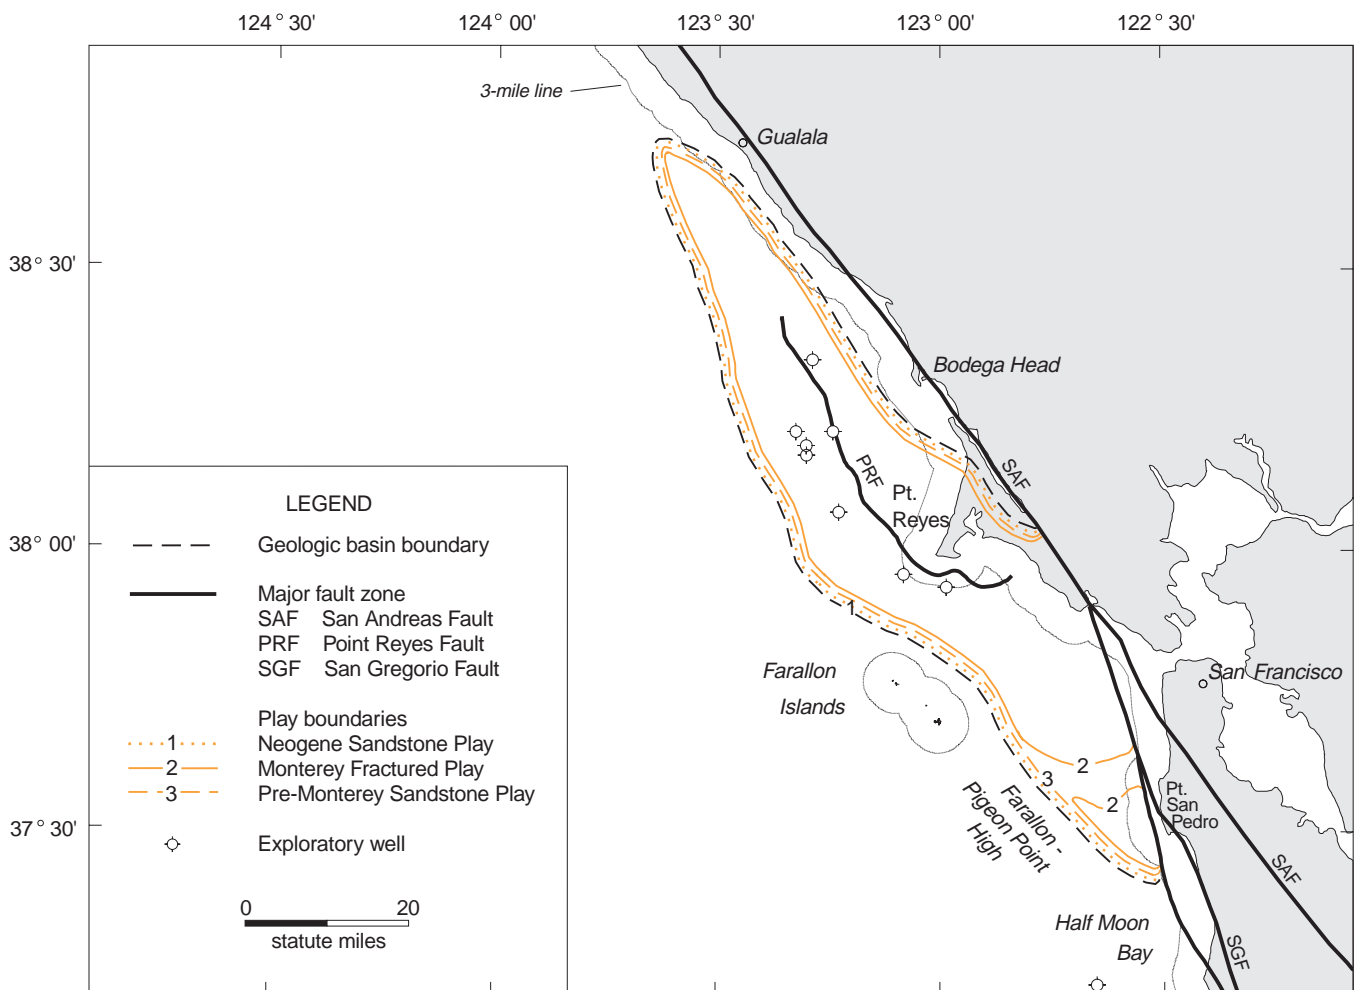 124° 30'
124° 00'
123° 30'
123° 00'
122° 30'
3-mile line
Gualala
38° 30'
Bodega Head
SAF
PRF
Pt.
Reyes
LEGEND
Geologic basin boundary
Major fault zone
SAF San Andreas Fault
PRF Point Reyes Fault
SGF San Gregorio Fault
Play boundaries
1 Neogene Sandstone Play
2 Monterey Fractured Play
3 Pre-Monterey Sandstone Play
Exploratory well
0 20
statute miles
38° 00'
1
Farallon
Islands
San Francisco
2
3
2
Pt.
San
Pedro
Farallon -
Pigeon Point
High
37° 30'
SAF
Half Moon
Bay
SGF